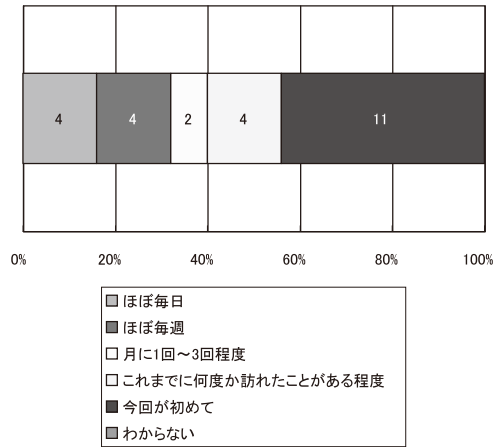 4 4 2 4 11
0% 20% 40% 60% 80% 100%
ほぼ毎日
ほぼ毎週
月に1回～3回程度
これまでに何度か訪れたことがある程度
今回が初めて
わからない